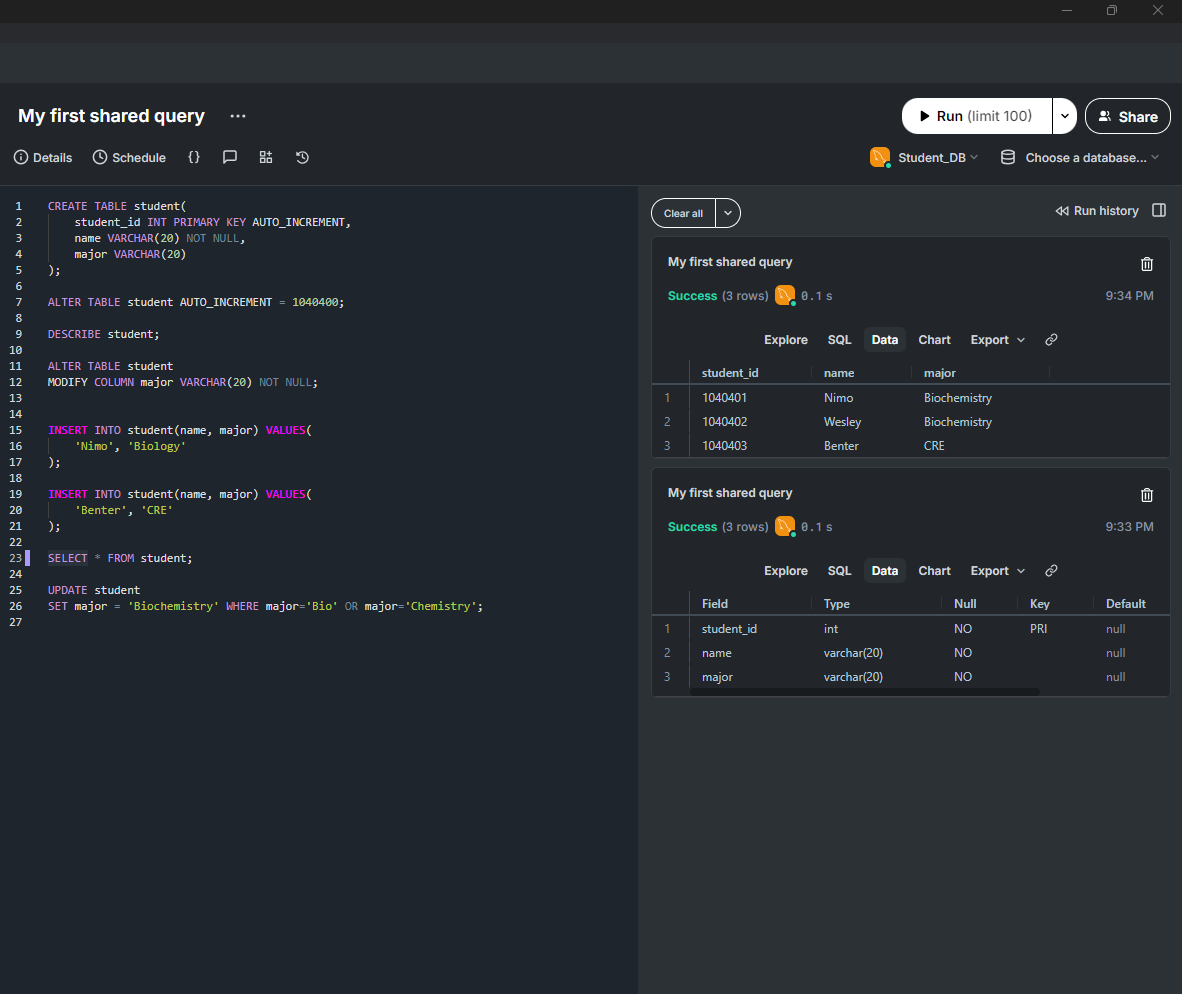 My first shared query ...
Run (limit 100)
Share
Details Schedule {}
Student_DB Choose a database...
1 CREATE TABLE student(
2 student_id INT PRIMARY KEY AUTO_INCREMENT,
3 name VARCHAR(20) NOT NULL,
4 major VARCHAR(20)
5 );
6
7 ALTER TABLE student AUTO_INCREMENT = 1040400;
8
9 DESCRIBE student;
10
11 ALTER TABLE student
12 MODIFY COLUMN major VARCHAR(20) NOT NULL;
13
14
15 INSERT INTO student(name, major) VALUES(
16 'Nimo', 'Biology'
17 );
18
19 INSERT INTO student(name, major) VALUES(
20 'Benter', 'CRE'
21 );
22
23 SELECT * FROM student;
24
25 UPDATE student
26 SET major = 'Biochemistry' WHERE major='Bio' OR major='Chemistry';
27
Clear all
Run history
My first shared query
Success (3 rows) 0.1 s 9:34 PM
Explore SQL Data Chart Export
student_id name major
1 1040401 Nimo Biochemistry
2 1040402 Wesley Biochemistry
3 1040403 Benter CRE
My first shared query
Success (3 rows) 0.1 s 9:33 PM
Explore SQL Data Chart Export
Field Type Null Key Default
1 student_id int NO PRI null
2 name varchar(20) NO null
3 major varchar(20) NO null